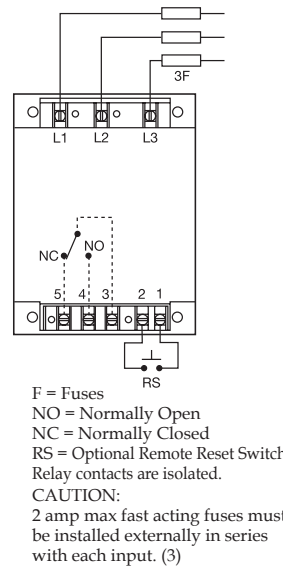 3F
L1 L2 L3
NC NO
5 4 3 2 1
RS
F = Fuses
NO = Normally Open
NC = Normally Closed
RS = Optional Remote Reset Switch
Relay contacts are isolated.
CAUTION:
2 amp max fast acting fuses must
be installed externally in series
with each input. (3)